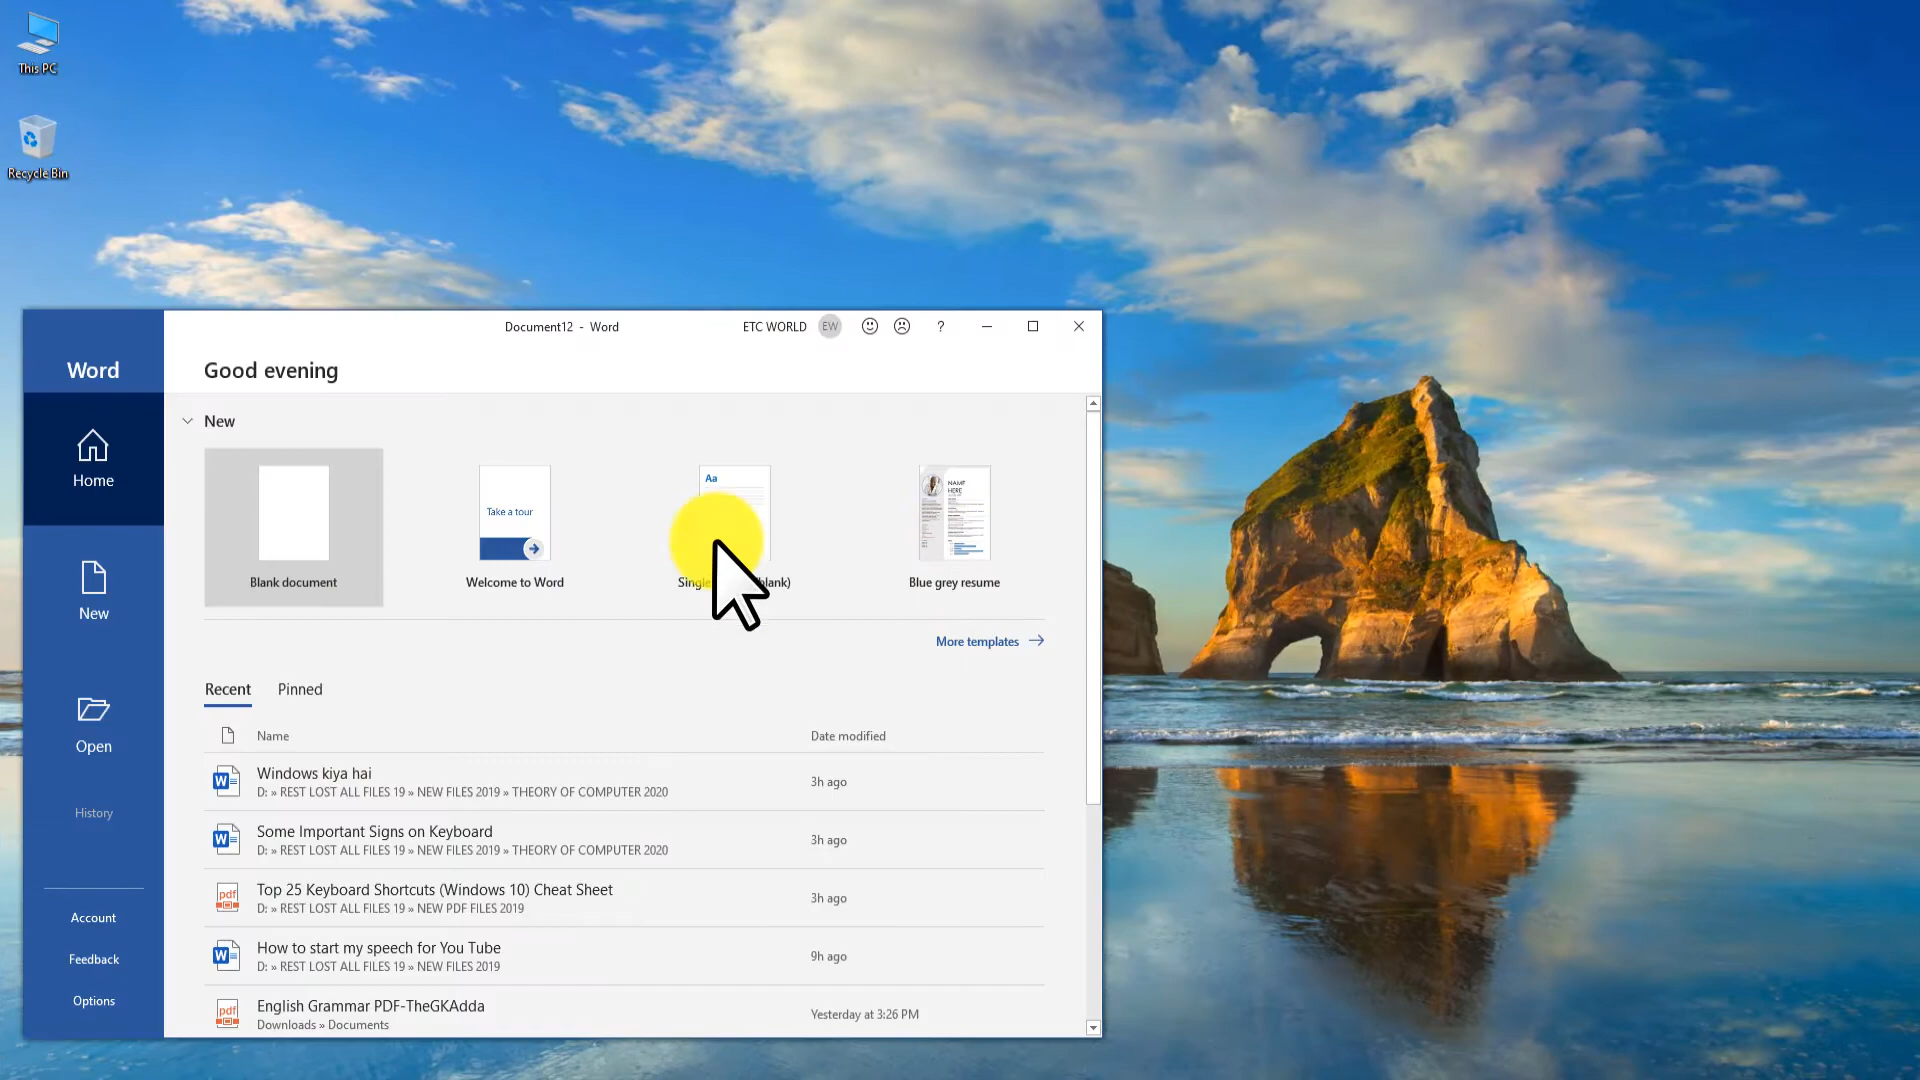 This PC
Recycle Bin
Document12 - Word
ETC WORLD EW
?
Word
Good evening
Home
New
Open
History
Account
Feedback
Options
New
Take a tour
Aa
NAME
HERE
Blank document
Welcome to Word
Single blank)
Blue grey resume
More templates
Recent Pinned
Name Date modified
Windows kiya hai
D: » REST LOST ALL FILES 19 » NEW FILES 2019 » THEORY OF COMPUTER 2020
3h ago
Some Important Signs on Keyboard
D: » REST LOST ALL FILES 19 » NEW FILES 2019 » THEORY OF COMPUTER 2020
3h ago
Top 25 Keyboard Shortcuts (Windows 10) Cheat Sheet
D: » REST LOST ALL FILES 19 » NEW PDF FILES 2019
3h ago
How to start my speech for You Tube
D: » REST LOST ALL FILES 19 » NEW FILES 2019
9h ago
English Grammar PDF-TheGKAdda
Downloads » Documents
Yesterday at 3:26 PM